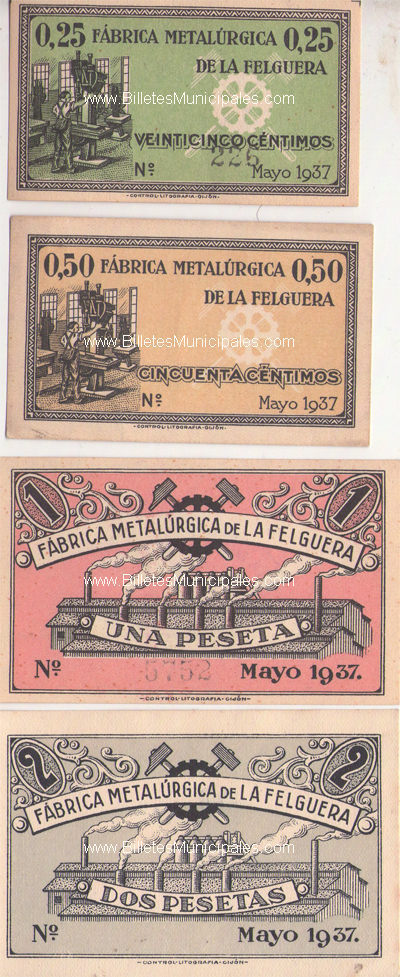 0,25 FÁBRICA METALÚRGICA 0,25
DE LA FELGUERA
www.BilletesMunicipales.com
VEINTICINCO CÉNTIMOS
Nº 225 Mayo 1937
-CONTROL-LITOGRAFIA-GIJÓN-
0,50 FÁBRICA METALÚRGICA 0,50
DE LA FELGUERA
www.BilletesMunicipales.com
CINCUENTA CÉNTIMOS
Nº Mayo 1937
-CONTROL-LITOGRAFIA-GIJÓN-
1 1
FÁBRICA METALÚRGICA DE LA FELGUERA
www.BilletesMunicipales.com
UNA PESETA
Nº 5752 Mayo 1937.
-CONTROL-LITOGRAFIA-GIJÓN-
2 2
FÁBRICA METALÚRGICA DE LA FELGUERA
www.BilletesMunicipales.com
DOS PESETAS
Nº Mayo 1937.
-CONTROL-LITOGRAFIA-GIJÓN-